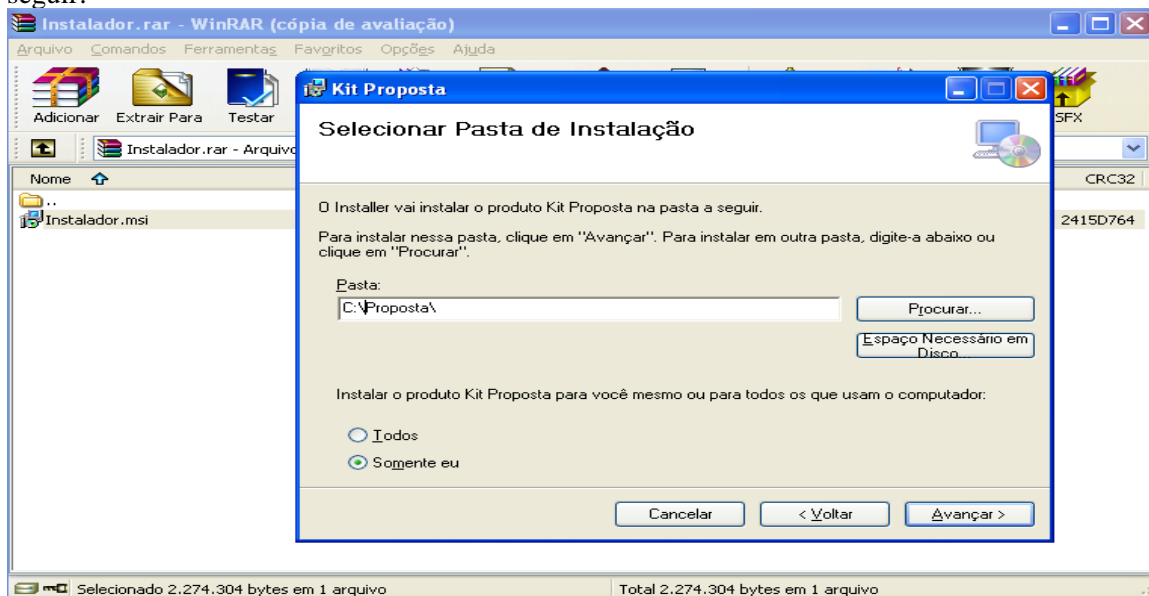 seguir:
Instalador.rar - WinRAR (cópia de avaliação)
Arquivo Comandos Ferramentas Favoritos Opções Ajuda
Adicionar Extrair Para Testar SFX
Instalador.rar - Arquivo
Nome CRC32
..
Instalador.msi 2415D764
Kit Proposta
Selecionar Pasta de Instalação
O Installer vai instalar o produto Kit Proposta na pasta a seguir.
Para instalar nessa pasta, clique em "Avançar". Para instalar em outra pasta, digite-a abaixo ou
clique em "Procurar".
Pasta:
C:\Proposta\
Procurar...
Espaço Necessário em
Disco...
Instalar o produto Kit Proposta para você mesmo ou para todos os que usam o computador:
Todos
Somente eu
Cancelar < Voltar Avançar >
Selecionado 2.274.304 bytes em 1 arquivo Total 2.274.304 bytes em 1 arquivo